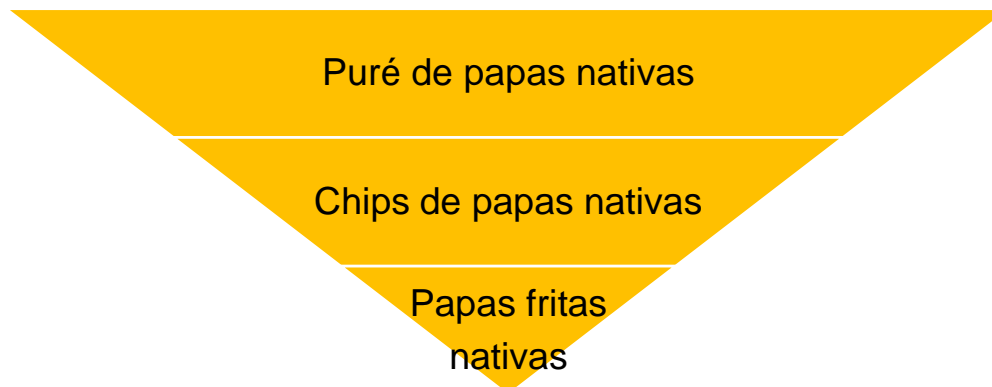 Puré de papas nativas
Chips de papas nativas
Papas fritas
nativas